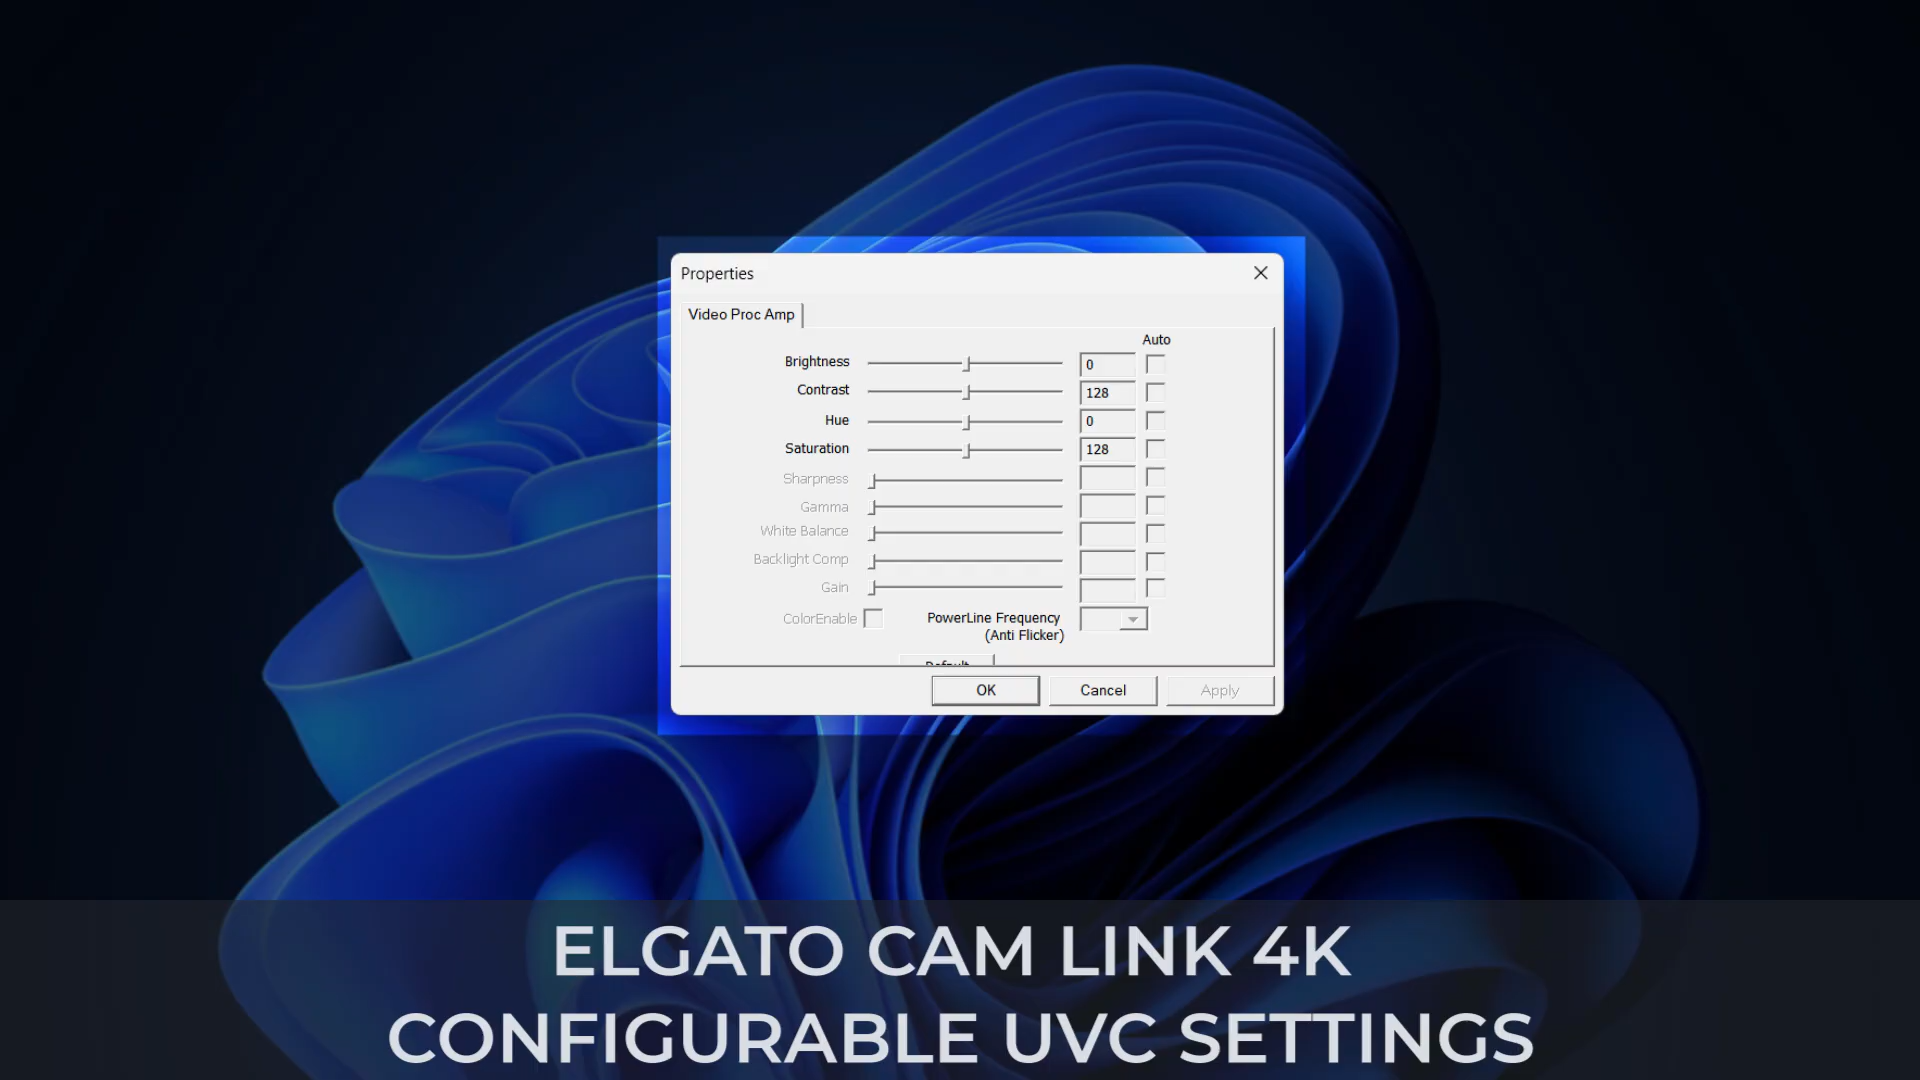 Properties
Video Proc Amp
Auto
Brightness 0
Contrast 128
Hue 0
Saturation 128
Sharpness
Gamma
White Balance
Backlight Comp
Gain
ColorEnable PowerLine Frequency
(Anti Flicker)
Default
OK Cancel Apply
ELGATO CAM LINK 4K
CONFIGURABLE UVC SETTINGS